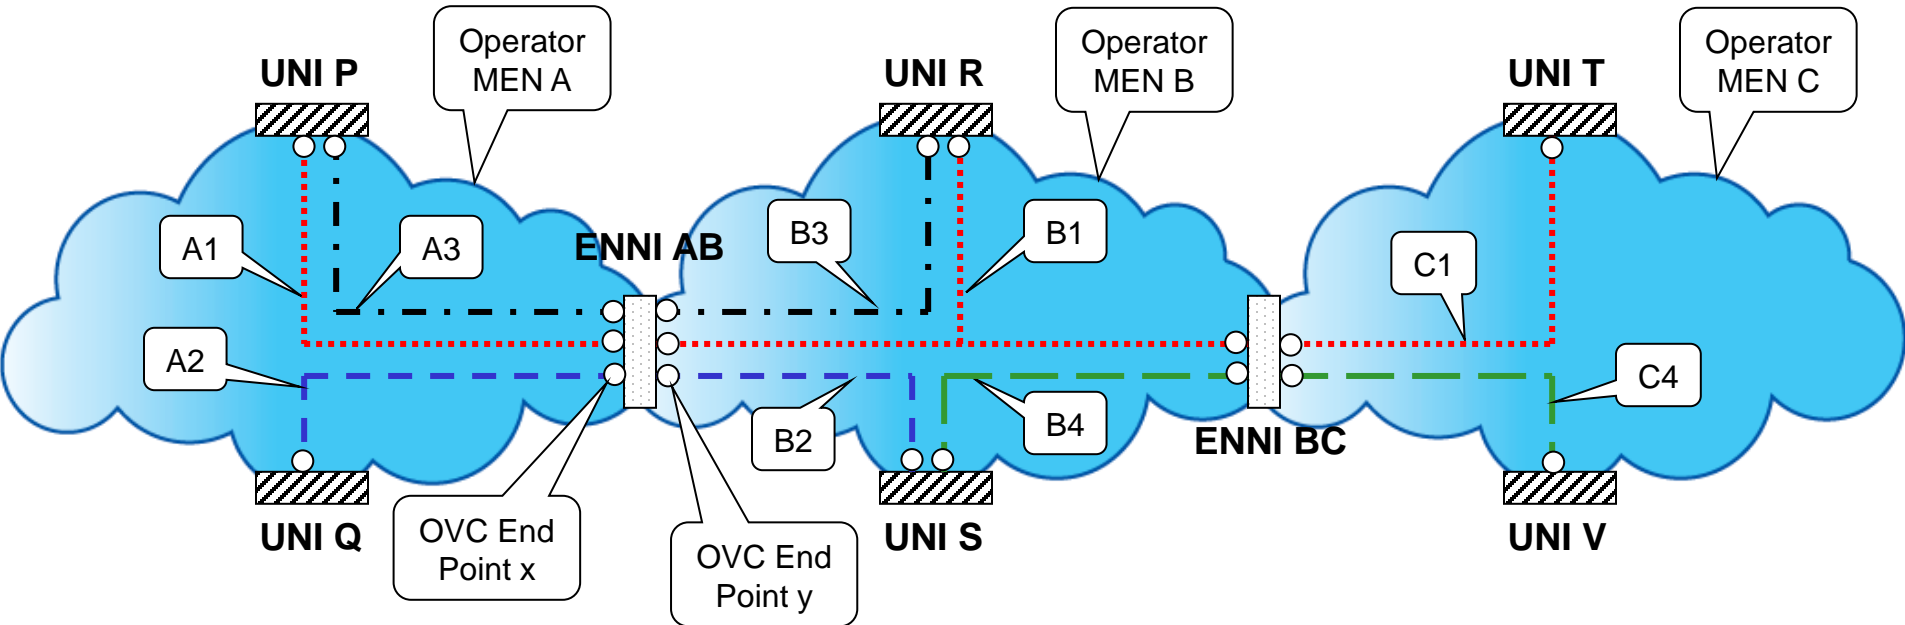 Operator
MEN A
Operator
MEN B
Operator
MEN C
UNI P
UNI R
UNI T
A1
A3
ENNI AB
B3
B1
C1
A2
B2
B4
C4
ENNI BC
OVC End
Point x
OVC End
Point y
UNI Q
UNI S
UNI V